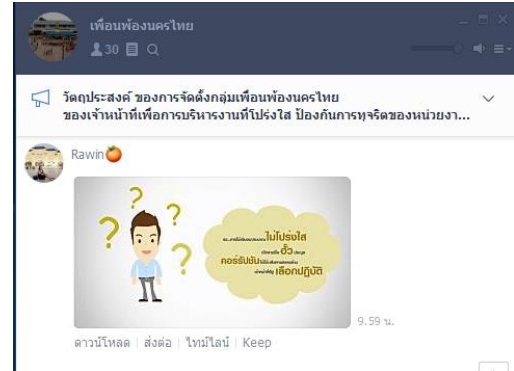 เพื่อนพ้องนครไทย
30
วัตถุประสงค์ ของการจัดตั้งกลุ่มเพื่อนพ้องนครไทย
ของเจ้าหน้าที่เพื่อการบริหารงานที่โปร่งใส ป้องกันการทุจริตของหน่วยงา...
Rawin
? ? ? ?
ไม่โปร่งใส
ฮั้ว
คอร์รัปชัน
เลือกปฏิบัติ
9.59 น.
ดาวน์โหลด | ส่งต่อ | ไทม์ไลน์ | Keep